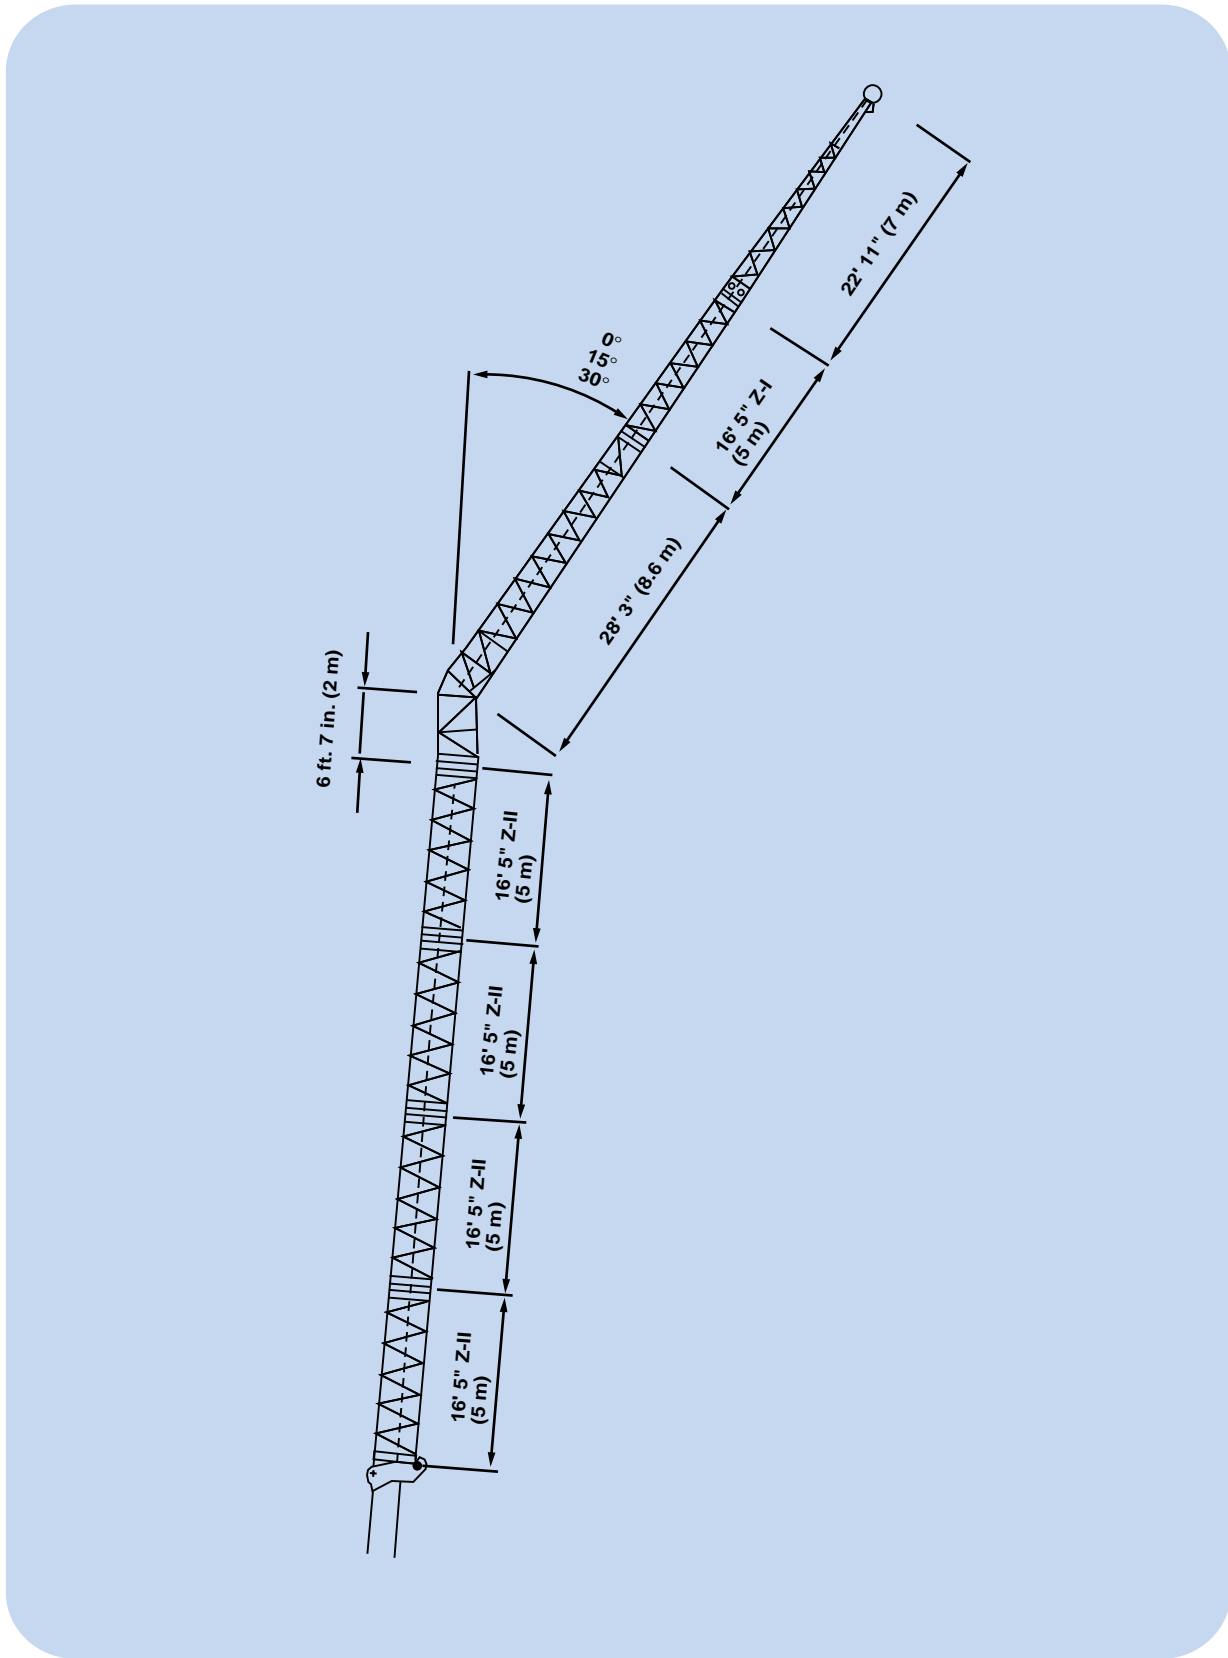 22' 11" (7 m)
0°
15°
30°
16' 5" Z-I
(5 m)
28' 3" (8.6 m)
6 ft. 7 in. (2 m)
16' 5" Z-II
(5 m)
16' 5" Z-II
(5 m)
16' 5" Z-II
(5 m)
16' 5" Z-II
(5 m)